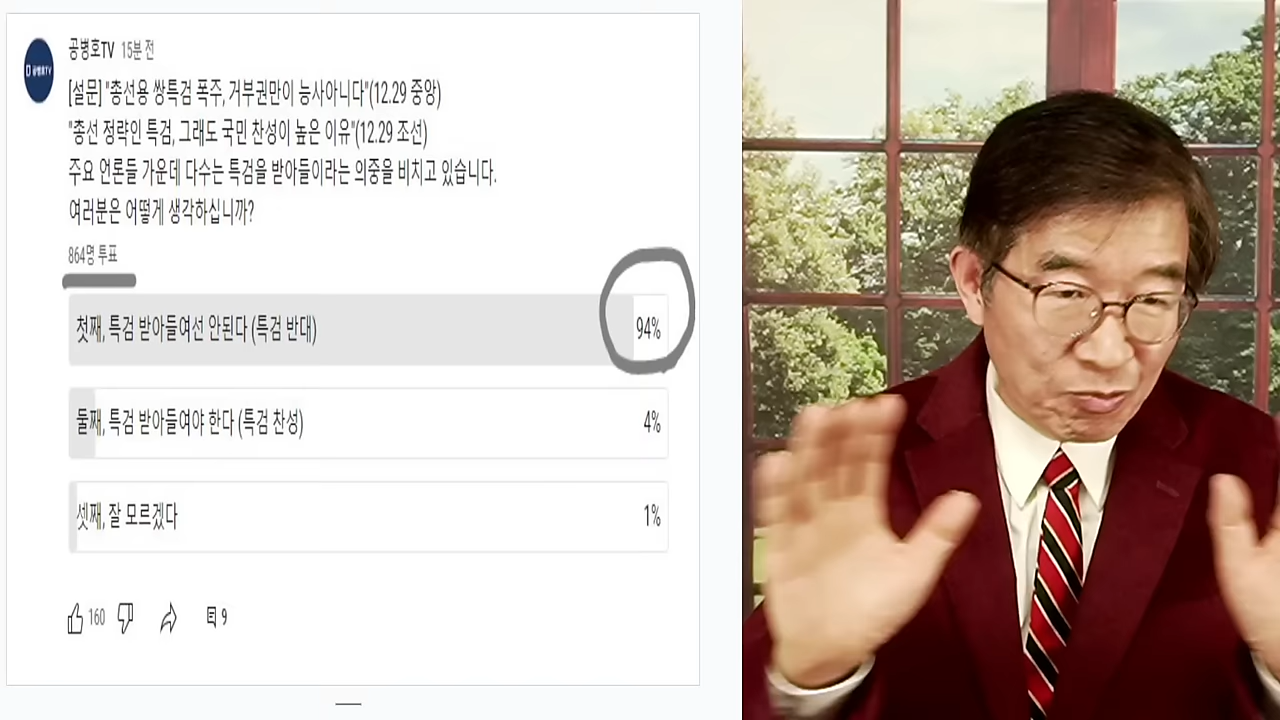 공병호TV
공병호TV 15분 전
[설문] "총선용 쌍특검 폭주, 거부권만이 능사아니다"(12.29 중앙)
"총선 정략인 특검, 그래도 국민 찬성이 높은 이유"(12.29 조선)
주요 언론들 가운데 다수는 특검을 받아들이라는 의중을 비치고 있습니다.
여러분은 어떻게 생각하십니까?
864명 투표
첫째, 특검 받아들여선 안된다 (특검 반대) 94%
둘째, 특검 받아들여야 한다 (특검 찬성) 4%
셋째, 잘 모르겠다 1%
160 9